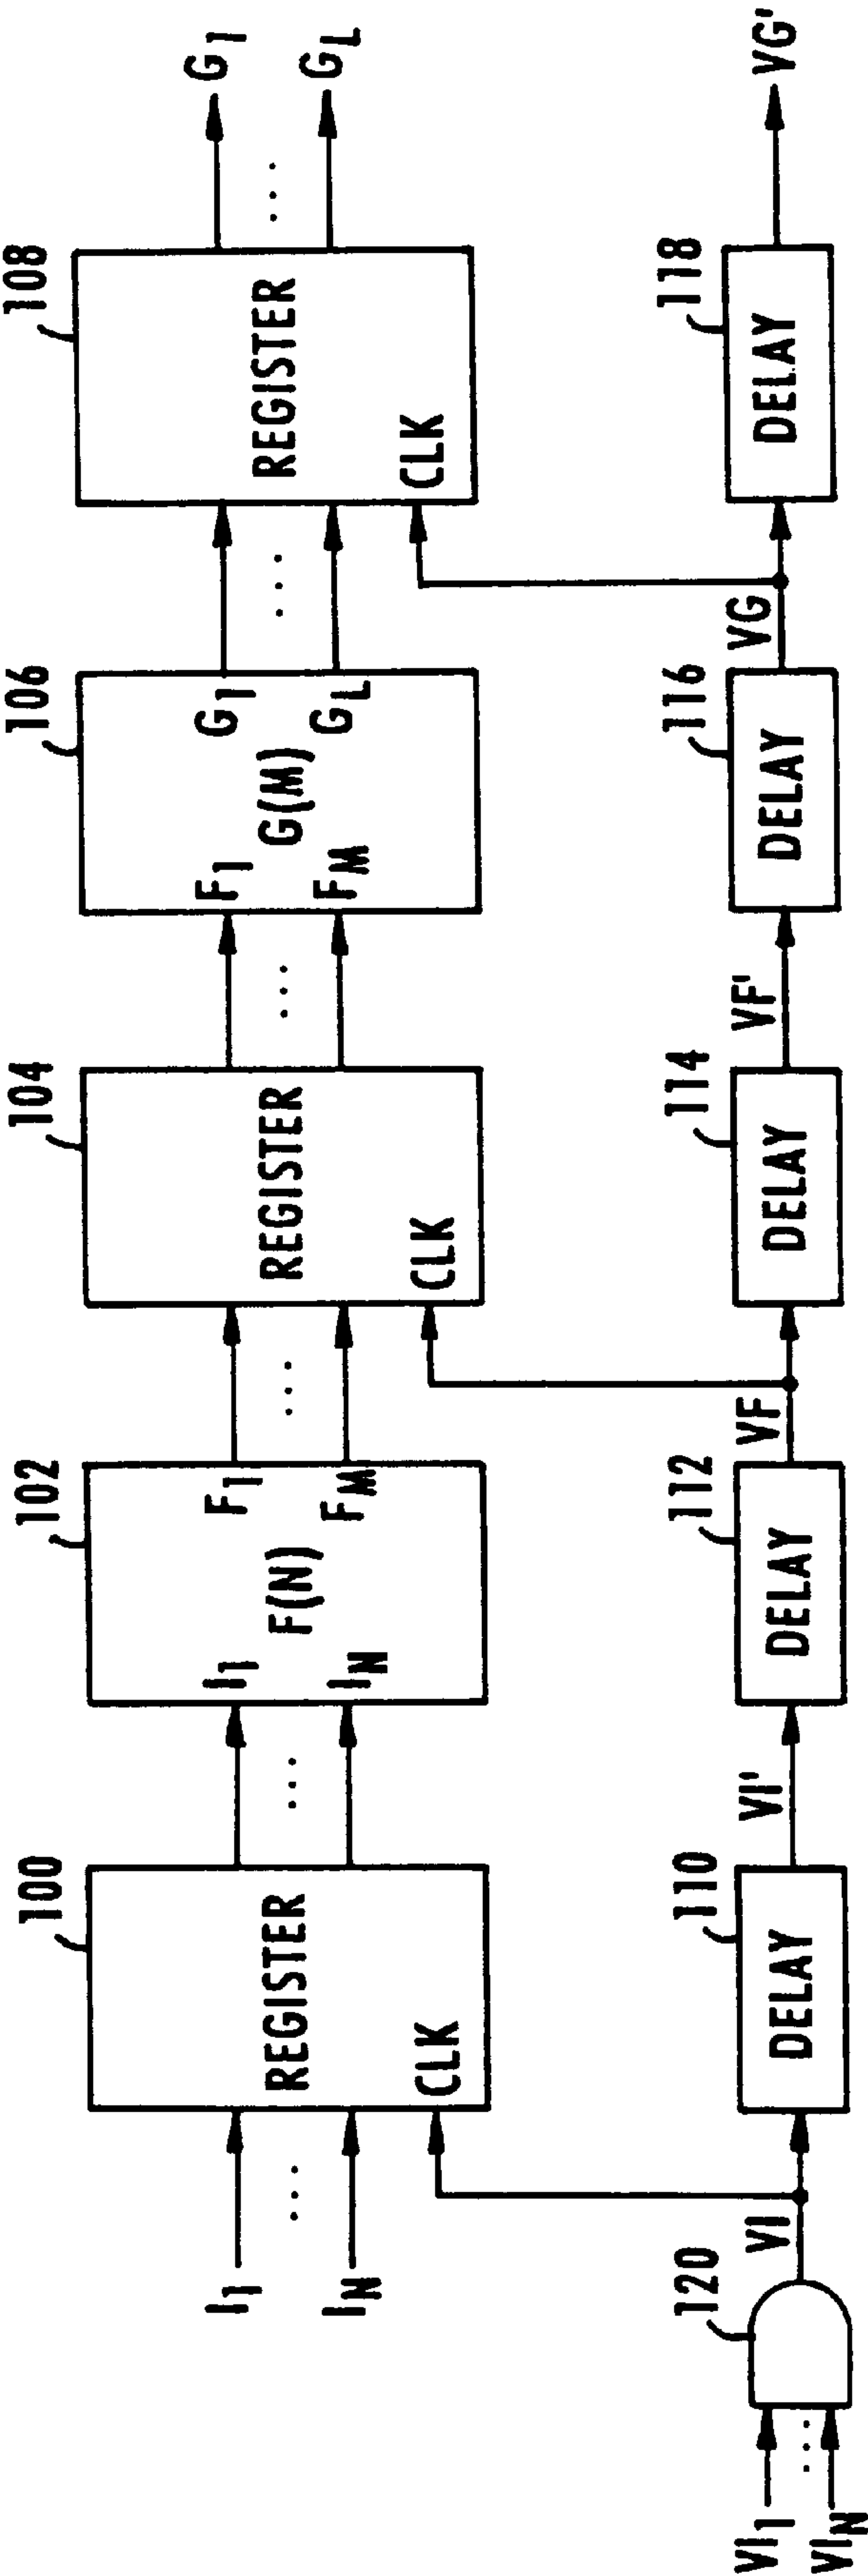 100
102
104
106
108
I1
IN
...
REGISTER
CLK
...
I1
IN
F(N)
F1
FM
...
REGISTER
CLK
...
F1
FM
G(M)
G1
GL
...
REGISTER
CLK
...
G1
GL
VI1
VIN
...
120
VI
110
DELAY
VI'
112
DELAY
VF
114
DELAY
VF'
116
DELAY
VG
118
DELAY
VG'